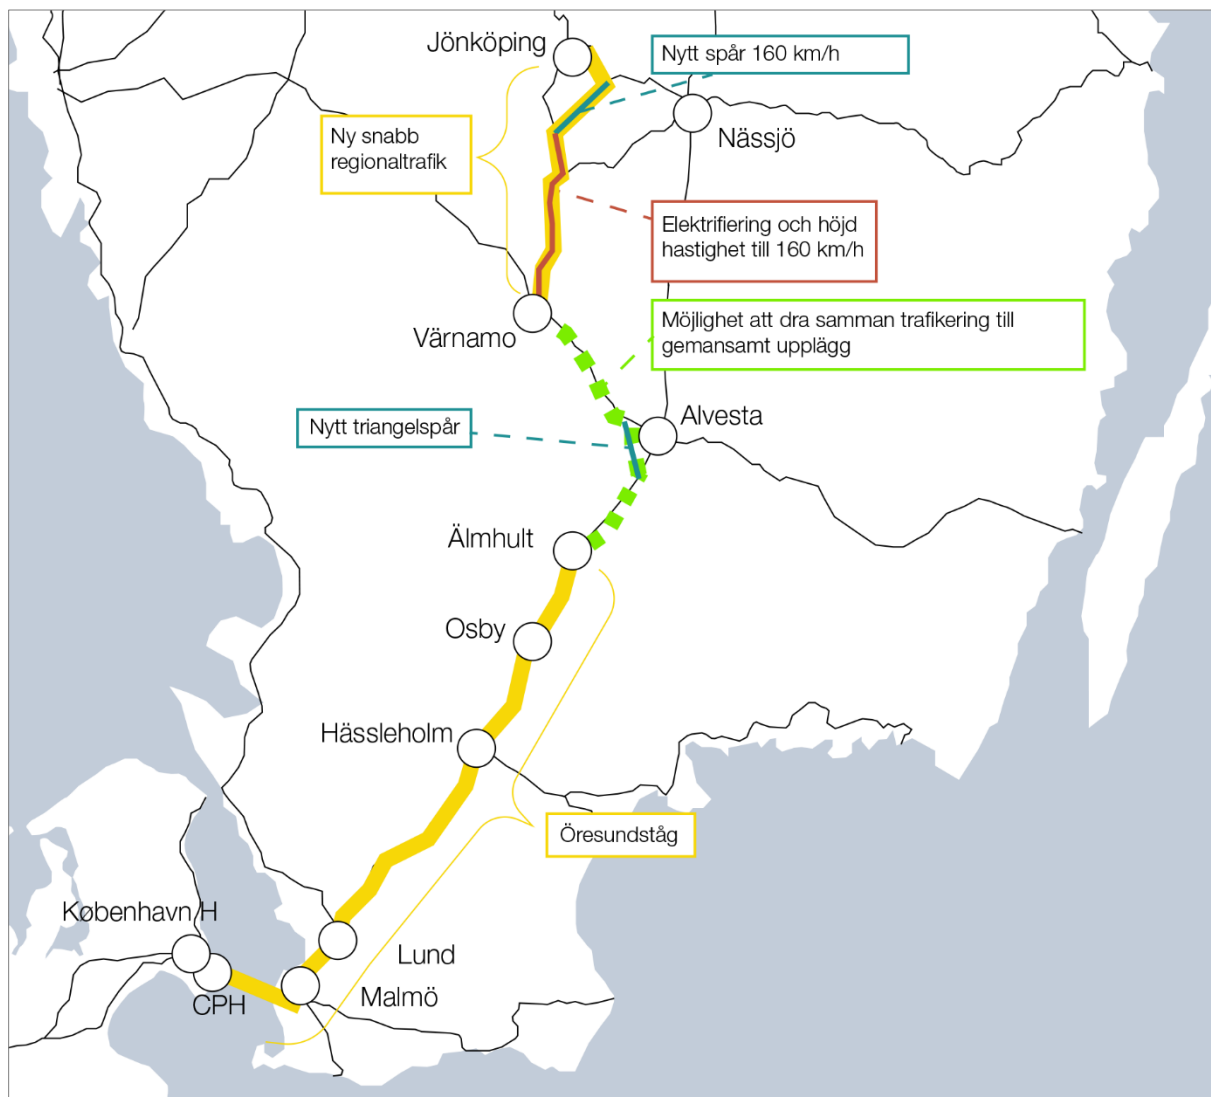 Jönköping
Nytt spår 160 km/h
Ny snabb
regionaltrafik
Nässjö
Elektrifiering och höjd
hastighet till 160 km/h
Värnamo
Möjlighet att dra samman trafikering till
gemansamt upplägg
Nytt triangelspår
Alvesta
Älmhult
Osby
Hässleholm
Öresundståg
København H
Lund
CPH
Malmö